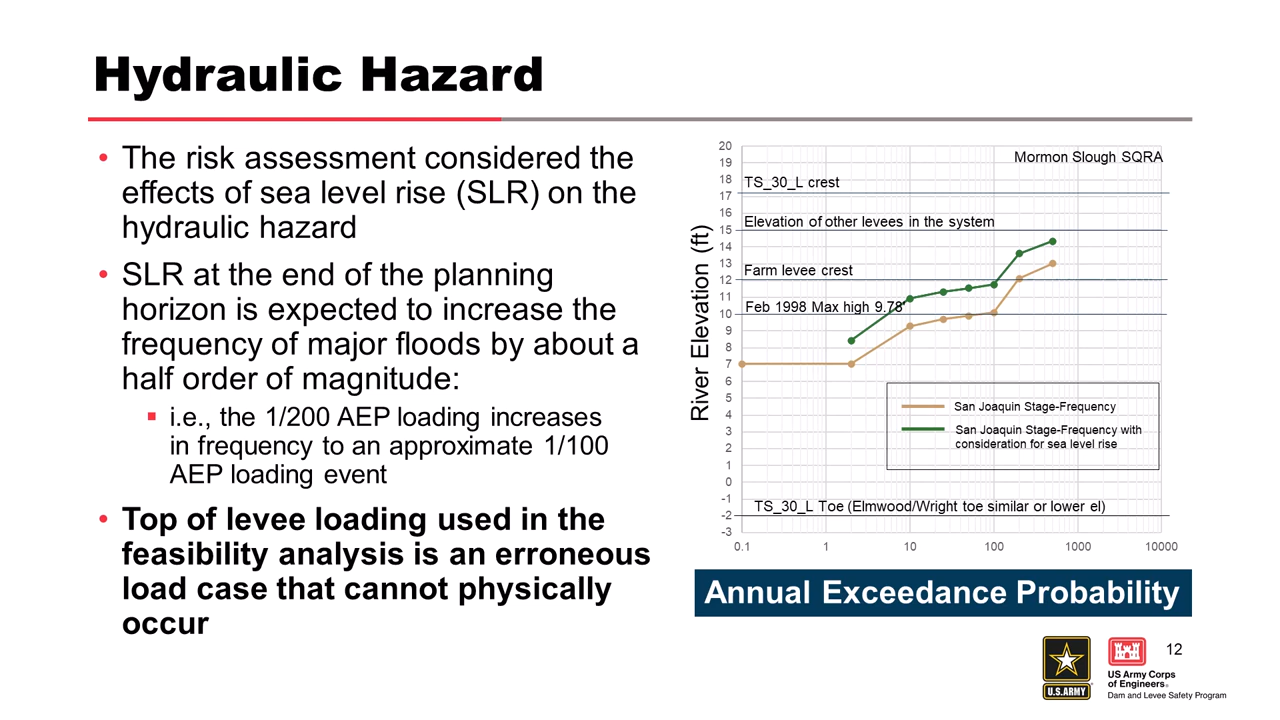 Hydraulic Hazard
• The risk assessment considered the
effects of sea level rise (SLR) on the
hydraulic hazard
• SLR at the end of the planning
horizon is expected to increase the
frequency of major floods by about a
half order of magnitude:
▪ i.e., the 1/200 AEP loading increases
in frequency to an approximate 1/100
AEP loading event
• Top of levee loading used in the
feasibility analysis is an erroneous
load case that cannot physically
occur
River Elevation (ft)
20
19
18
17
16
15
14
13
12
11
10
9
8
7
6
5
4
3
2
1
0
-1
-2
-3
Mormon Slough SQRA
TS_30_L crest
Elevation of other levees in the system
Farm levee crest
Feb 1998 Max high 9.78'
San Joaquin Stage-Frequency
San Joaquin Stage-Frequency with
consideration for sea level rise
TS_30_L Toe (Elmwood/Wright toe similar or lower el)
0.1 1 10 100 1000 10000
Annual Exceedance Probability
12
U.S.ARMY
US Army Corps
of Engineers®
Dam and Levee Safety Program